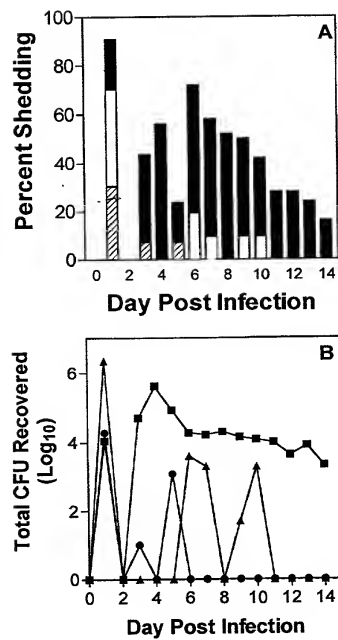 A
100
80
60
40
20
0
Percent Shedding
0 2 4 6 8 10 12 14
Day Post Infection
B
6
4
2
0
Total CFU Recovered
(Log10)
0 2 4 6 8 10 12 14
Day Post Infection